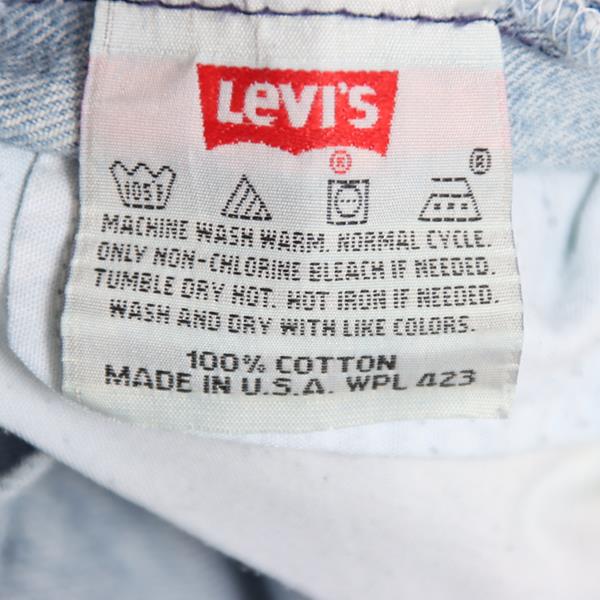 LEVI'S
®
®
105F
MACHINE WASH WARM. NORMAL CYCLE.
ONLY NON-CHLORINE BLEACH IF NEEDED.
TUMBLE DRY HOT. HOT IRON IF NEEDED.
WASH AND DRY WITH LIKE COLORS.
100% COTTON
MADE IN U.S.A. WPL 423